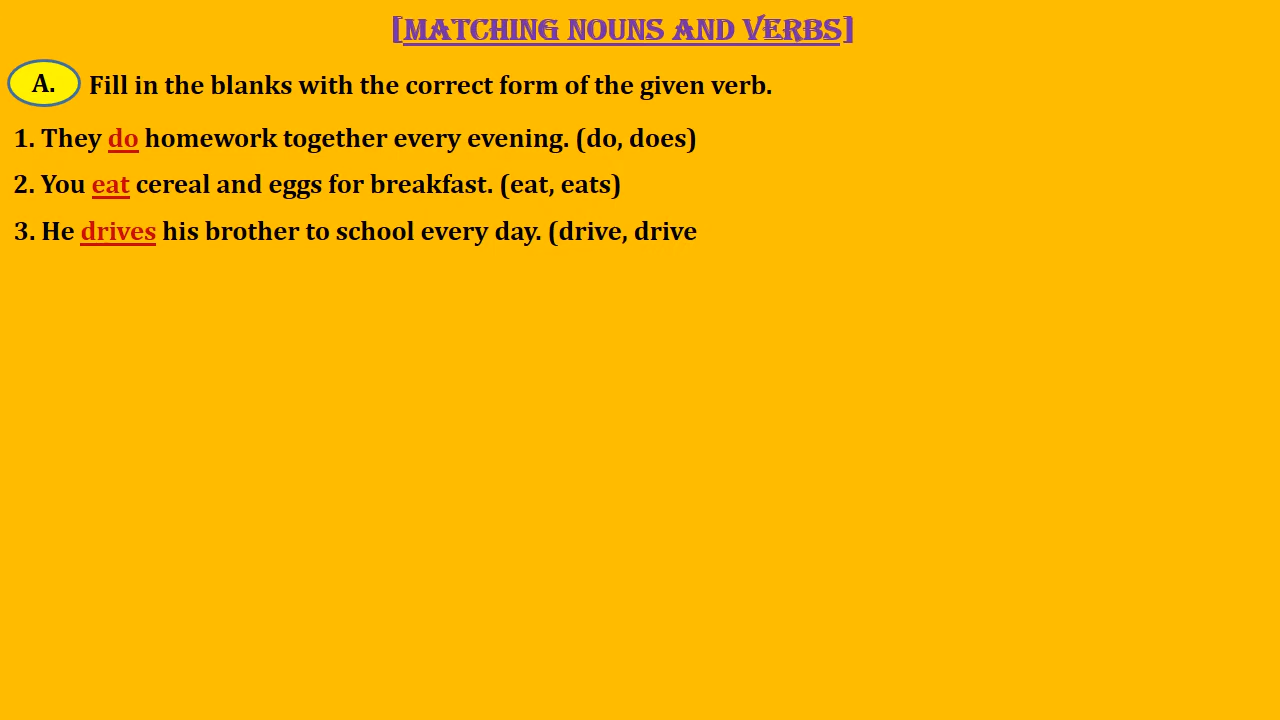 [MATCHING NOUNS AND VERBS]
A. Fill in the blanks with the correct form of the given verb.
1. They do homework together every evening. (do, does)
2. You eat cereal and eggs for breakfast. (eat, eats)
3. He drives his brother to school every day. (drive, drive